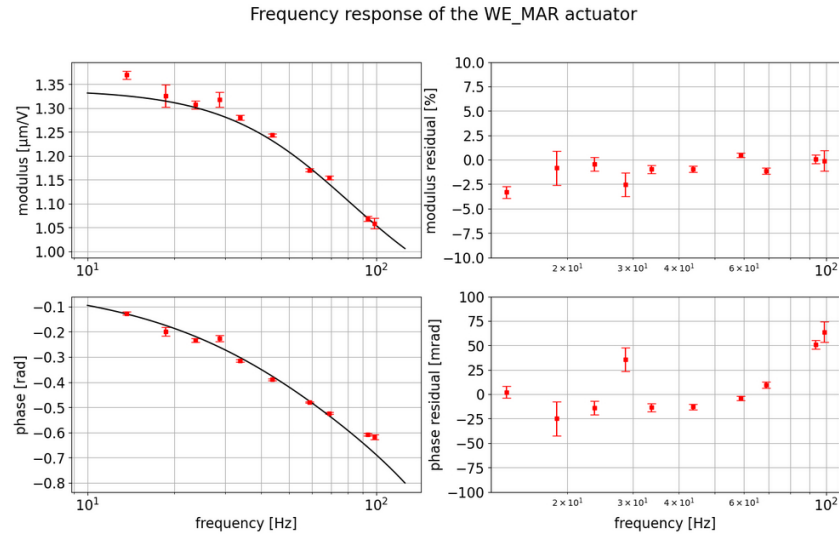 Frequency response of the WE_MAR actuator
modulus [µm/V]
1.35
1.30
1.25
1.20
1.15
1.10
1.05
1.00
10¹
10²
modulus residual [%]
10.0
7.5
5.0
2.5
0.0
−2.5
−5.0
−7.5
−10.0
2 × 10¹
3 × 10¹
4 × 10¹
6 × 10¹
10²
phase [rad]
−0.1
−0.2
−0.3
−0.4
−0.5
−0.6
−0.7
−0.8
10¹
10²
frequency [Hz]
phase residual [mrad]
100
75
50
25
0
−25
−50
−75
−100
2 × 10¹
3 × 10¹
4 × 10¹
6 × 10¹
10²
frequency [Hz]